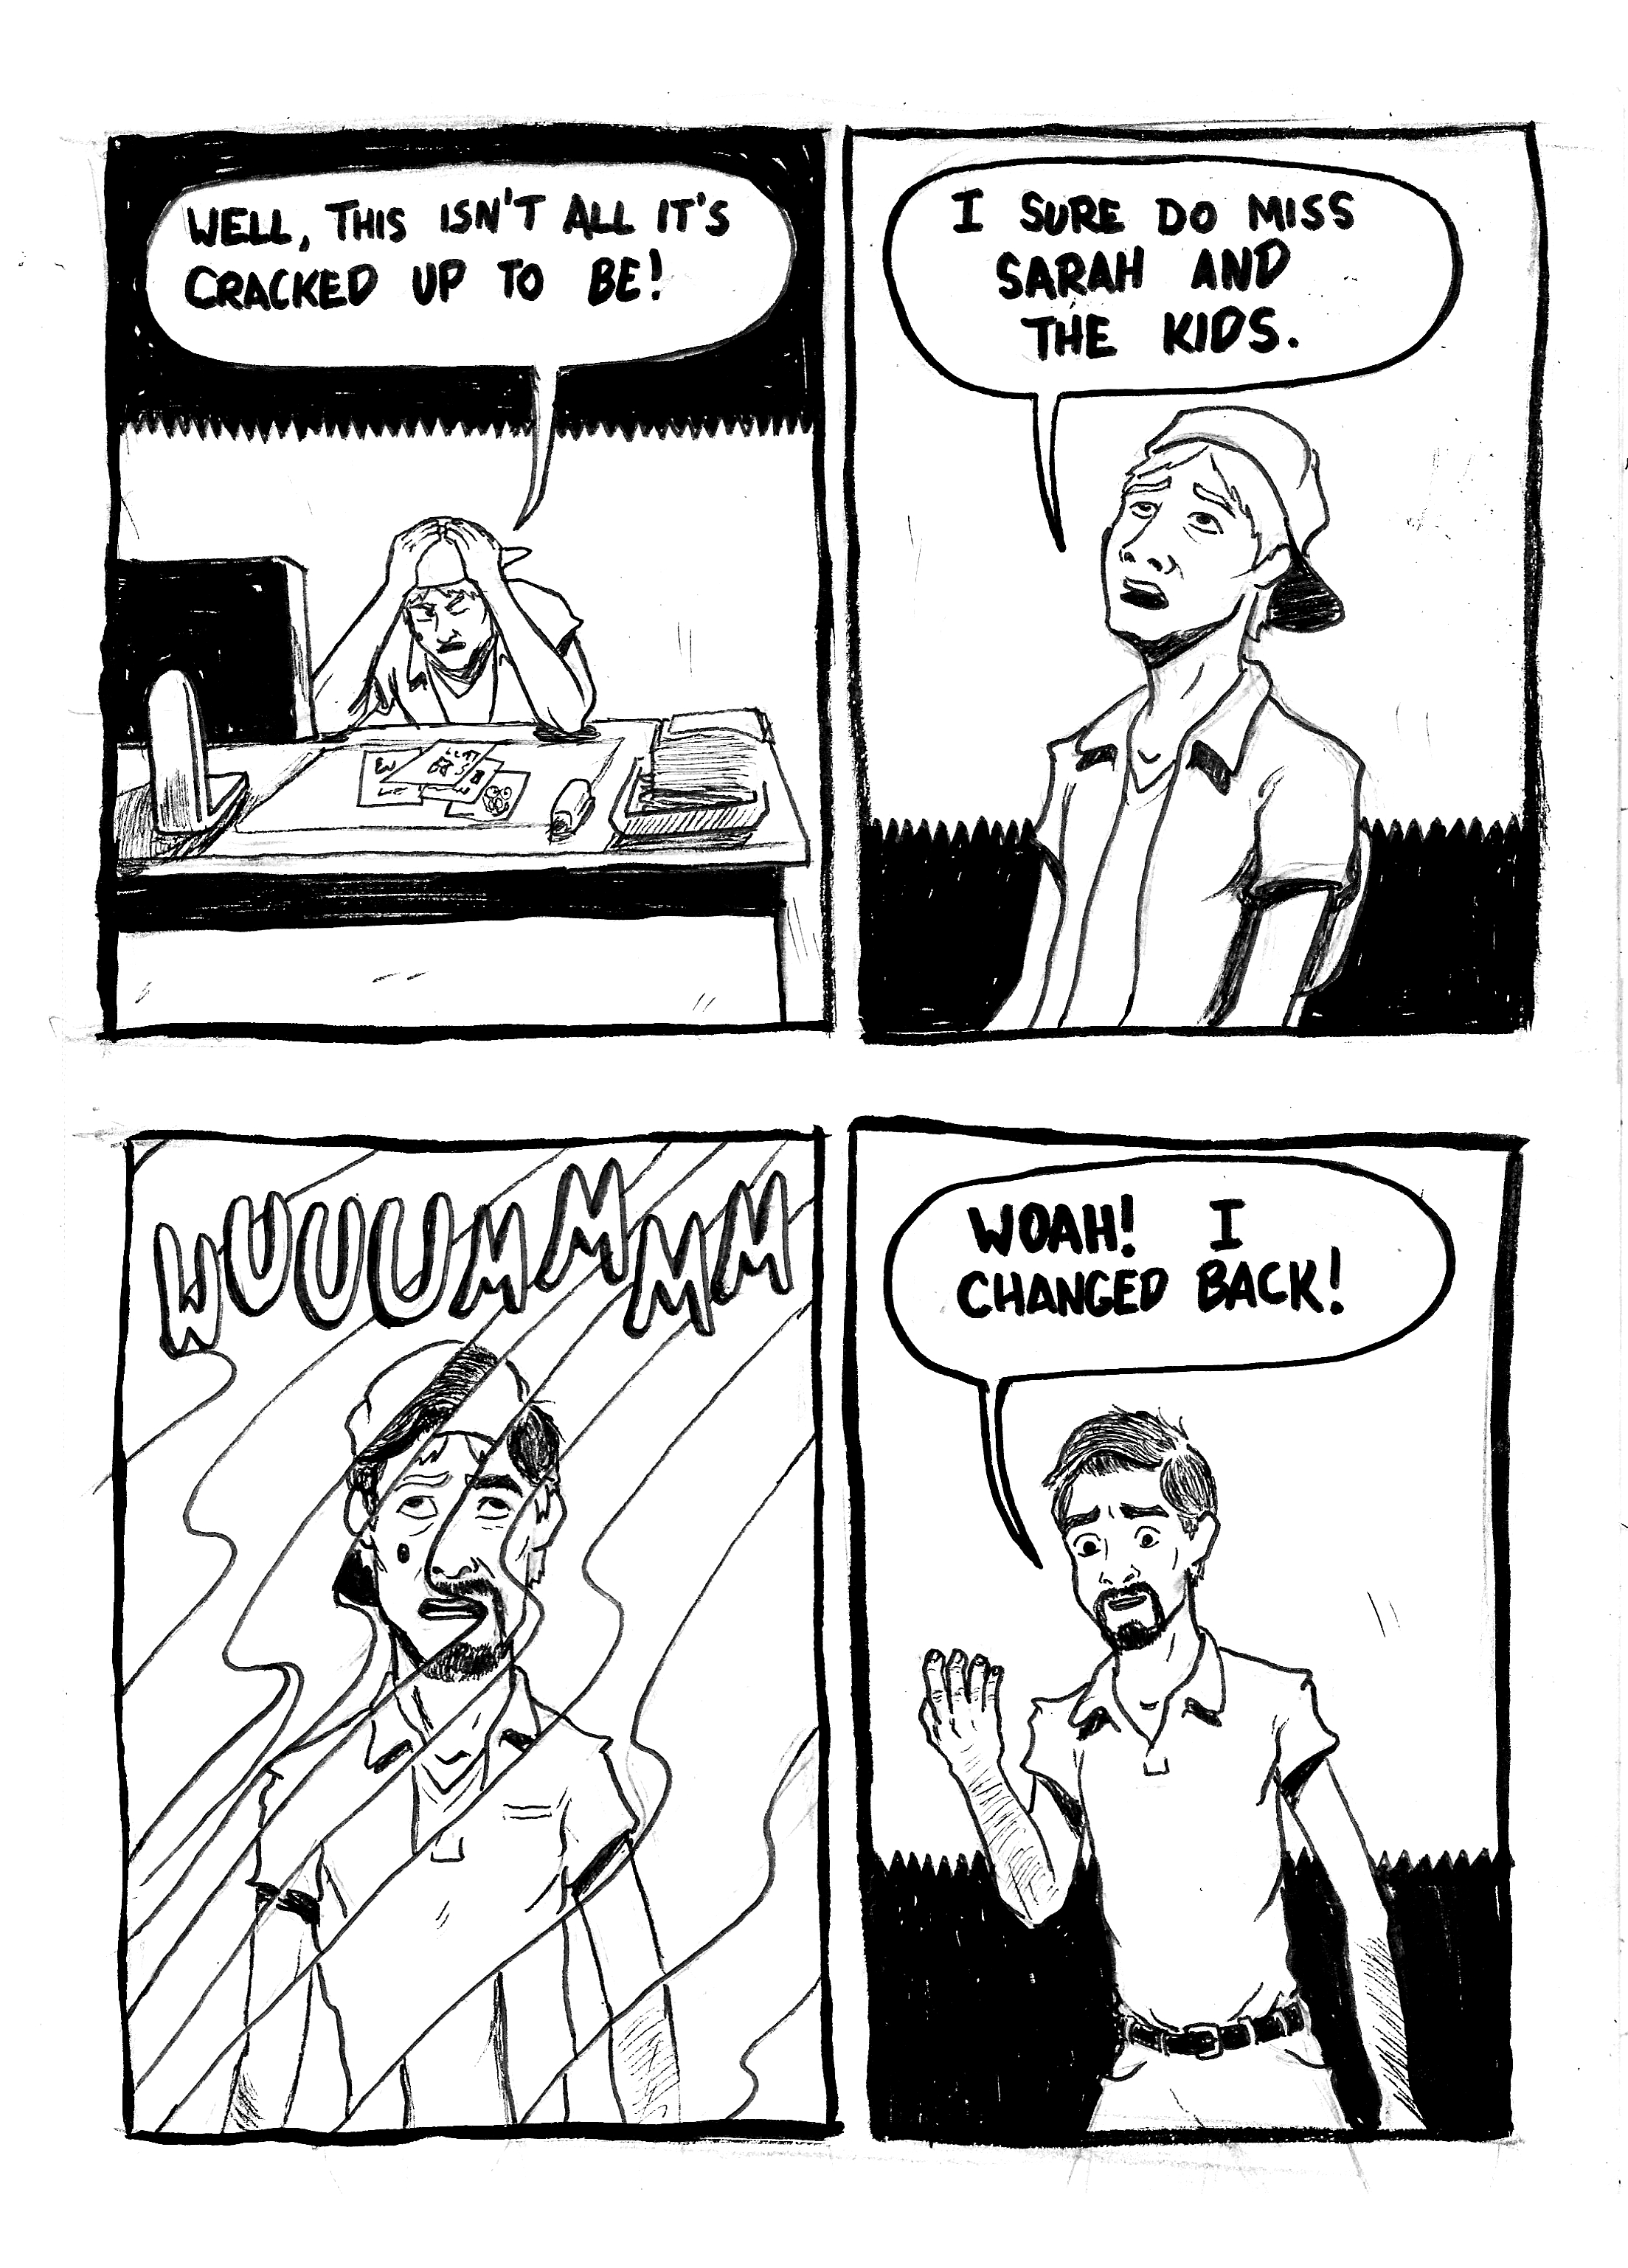 WELL, THIS ISN'T ALL IT'S
CRACKED UP TO BE!
I SURE DO MISS
SARAH AND
THE KIDS.
WUUUMMMM
WOAH! I
CHANGED BACK!